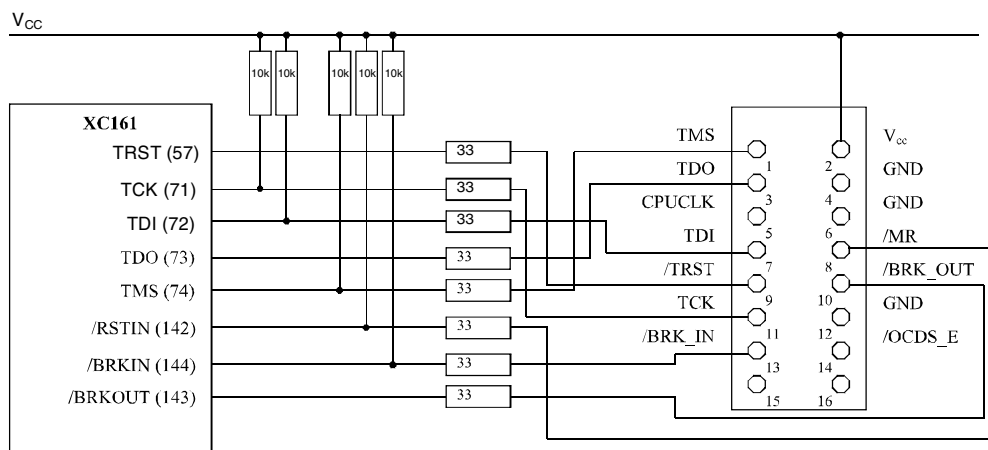 VCC
10k 10k 10k 10k 10k
XC161
TRST (57)
TCK (71)
TDI (72)
TDO (73)
TMS (74)
/RSTIN (142)
/BRKIN (144)
/BRKOUT (143)
33
33
33
33
33
33
33
33
TMS
TDO
CPUCLK
TDI
/TRST
TCK
/BRK_IN
1 2
3 4
5 6
7 8
9 10
11 12
13 14
15 16
Vcc
GND
GND
/MR
/BRK_OUT
GND
/OCDS_E